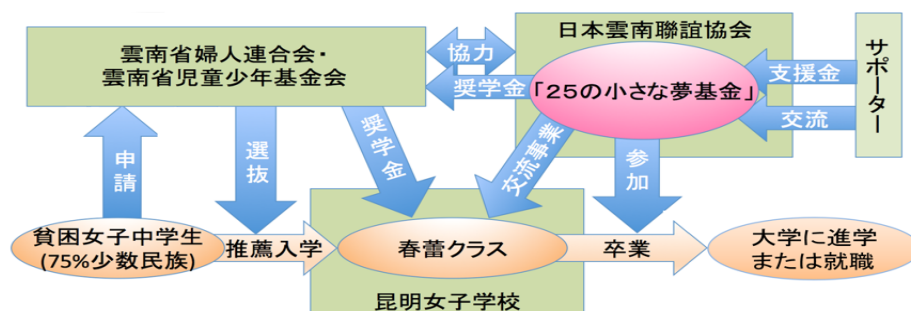 雲南省婦人連合会・
雲南省児童少年基金会
協力
奨学金
日本雲南聯誼協会
「25の小さな夢基金」
支援金
交流
サポーター
申請
選抜
奨学金
交流事業
参加
貧困女子中学生
(75%少数民族)
推薦入学
春蕾クラス
卒業
大学に進学
または就職
昆明女子学校